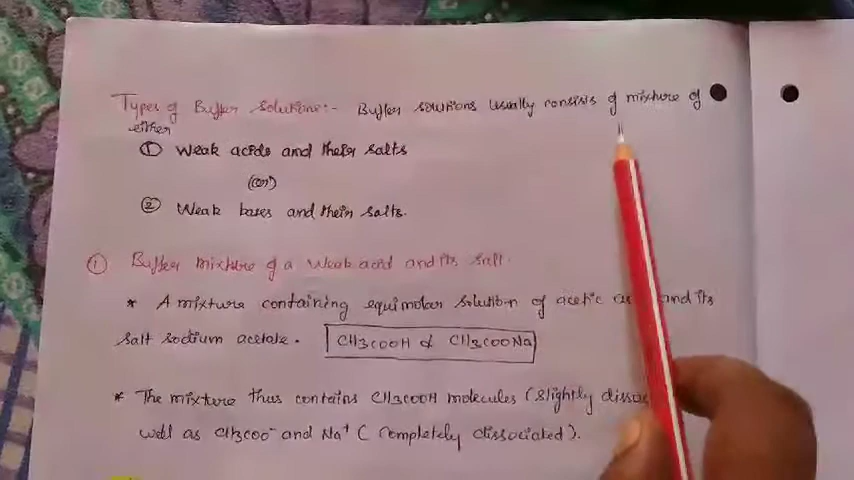 Types of Buffer solutions:- Buffer solutions usually consists of mixture of
either
① Weak acids and their salts
(or)
② Weak bases and their salts.
① Buffer mixture of a weak acid and its salt.
* A mixture containing equimolar solution of acetic and its
salt sodium acetate. CH3COOH & CH3COONa
* The mixture thus contains CH3COOH molecules (slightly
well as CH3COO- and Na+ ( completely dissociated).